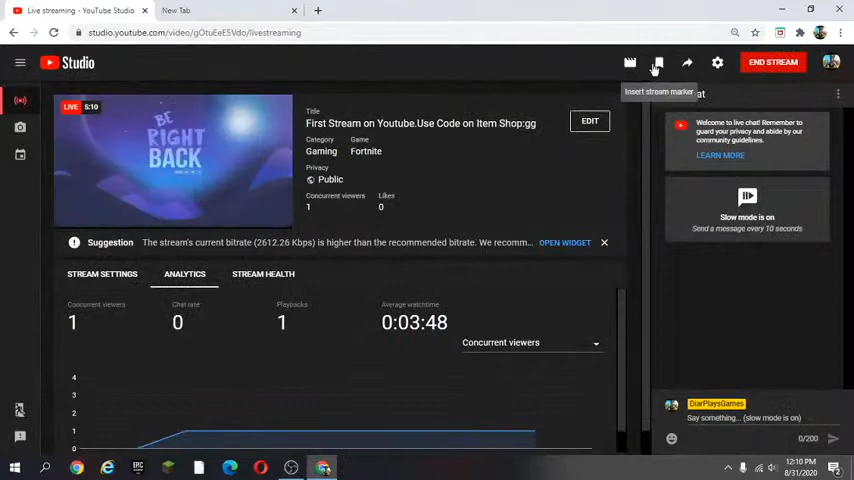 Live streaming - YouTube Studio
New Tab
studio.youtube.com/video/gOtuEeE5Vdo/livestreaming
Studio
END STREAM
Insert stream marker
LIVE 5:10
BE
RIGHT
BACK
Title
First Stream on Youtube.Use Code on Item Shop:gg
EDIT
Category
Game
Gaming
Fortnite
Privacy
Public
Concurrent viewers
Likes
1
0
Welcome to live chat! Remember to
guard your privacy and abide by our
community guidelines.
LEARN MORE
Slow mode is on
Send a message every 10 seconds
Suggestion
The stream's current bitrate (2612.26 Kbps) is higher than the recommended bitrate. We recomm...
OPEN WIDGET
STREAM SETTINGS
ANALYTICS
STREAM HEALTH
Concurrent viewers
Chat rate
Playbacks
Average watchtime
1
0
1
0:03:48
Concurrent viewers
4
3
2
1
0
DiarPlaysGames
Say something... (slow mode is on)
0/200
EPIC
12:10 PM
8/31/2020
2